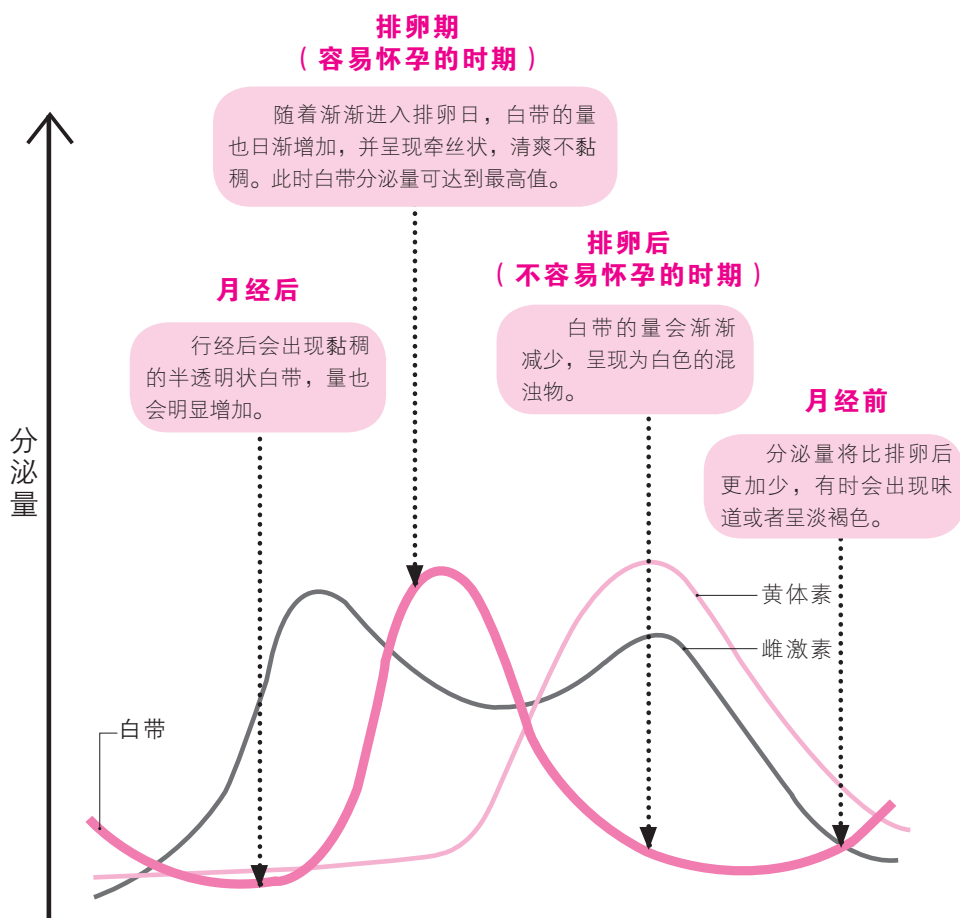 排卵期
（容易怀孕的时期）
随着渐渐进入排卵日，白带的量
也日渐增加，并呈现牵丝状，清爽不黏
稠。此时白带分泌量可达到最高值。
排卵后
（不容易怀孕的时期）
月经后
白带的量会渐渐
减少，呈现为白色的混
浊物。
行经后会出现黏稠
的半透明状白带，量也
会明显增加。
月经前
分泌量将比排卵后
更加少，有时会出现味
道或者呈淡褐色。
分泌量
黄体素
雌激素
白带